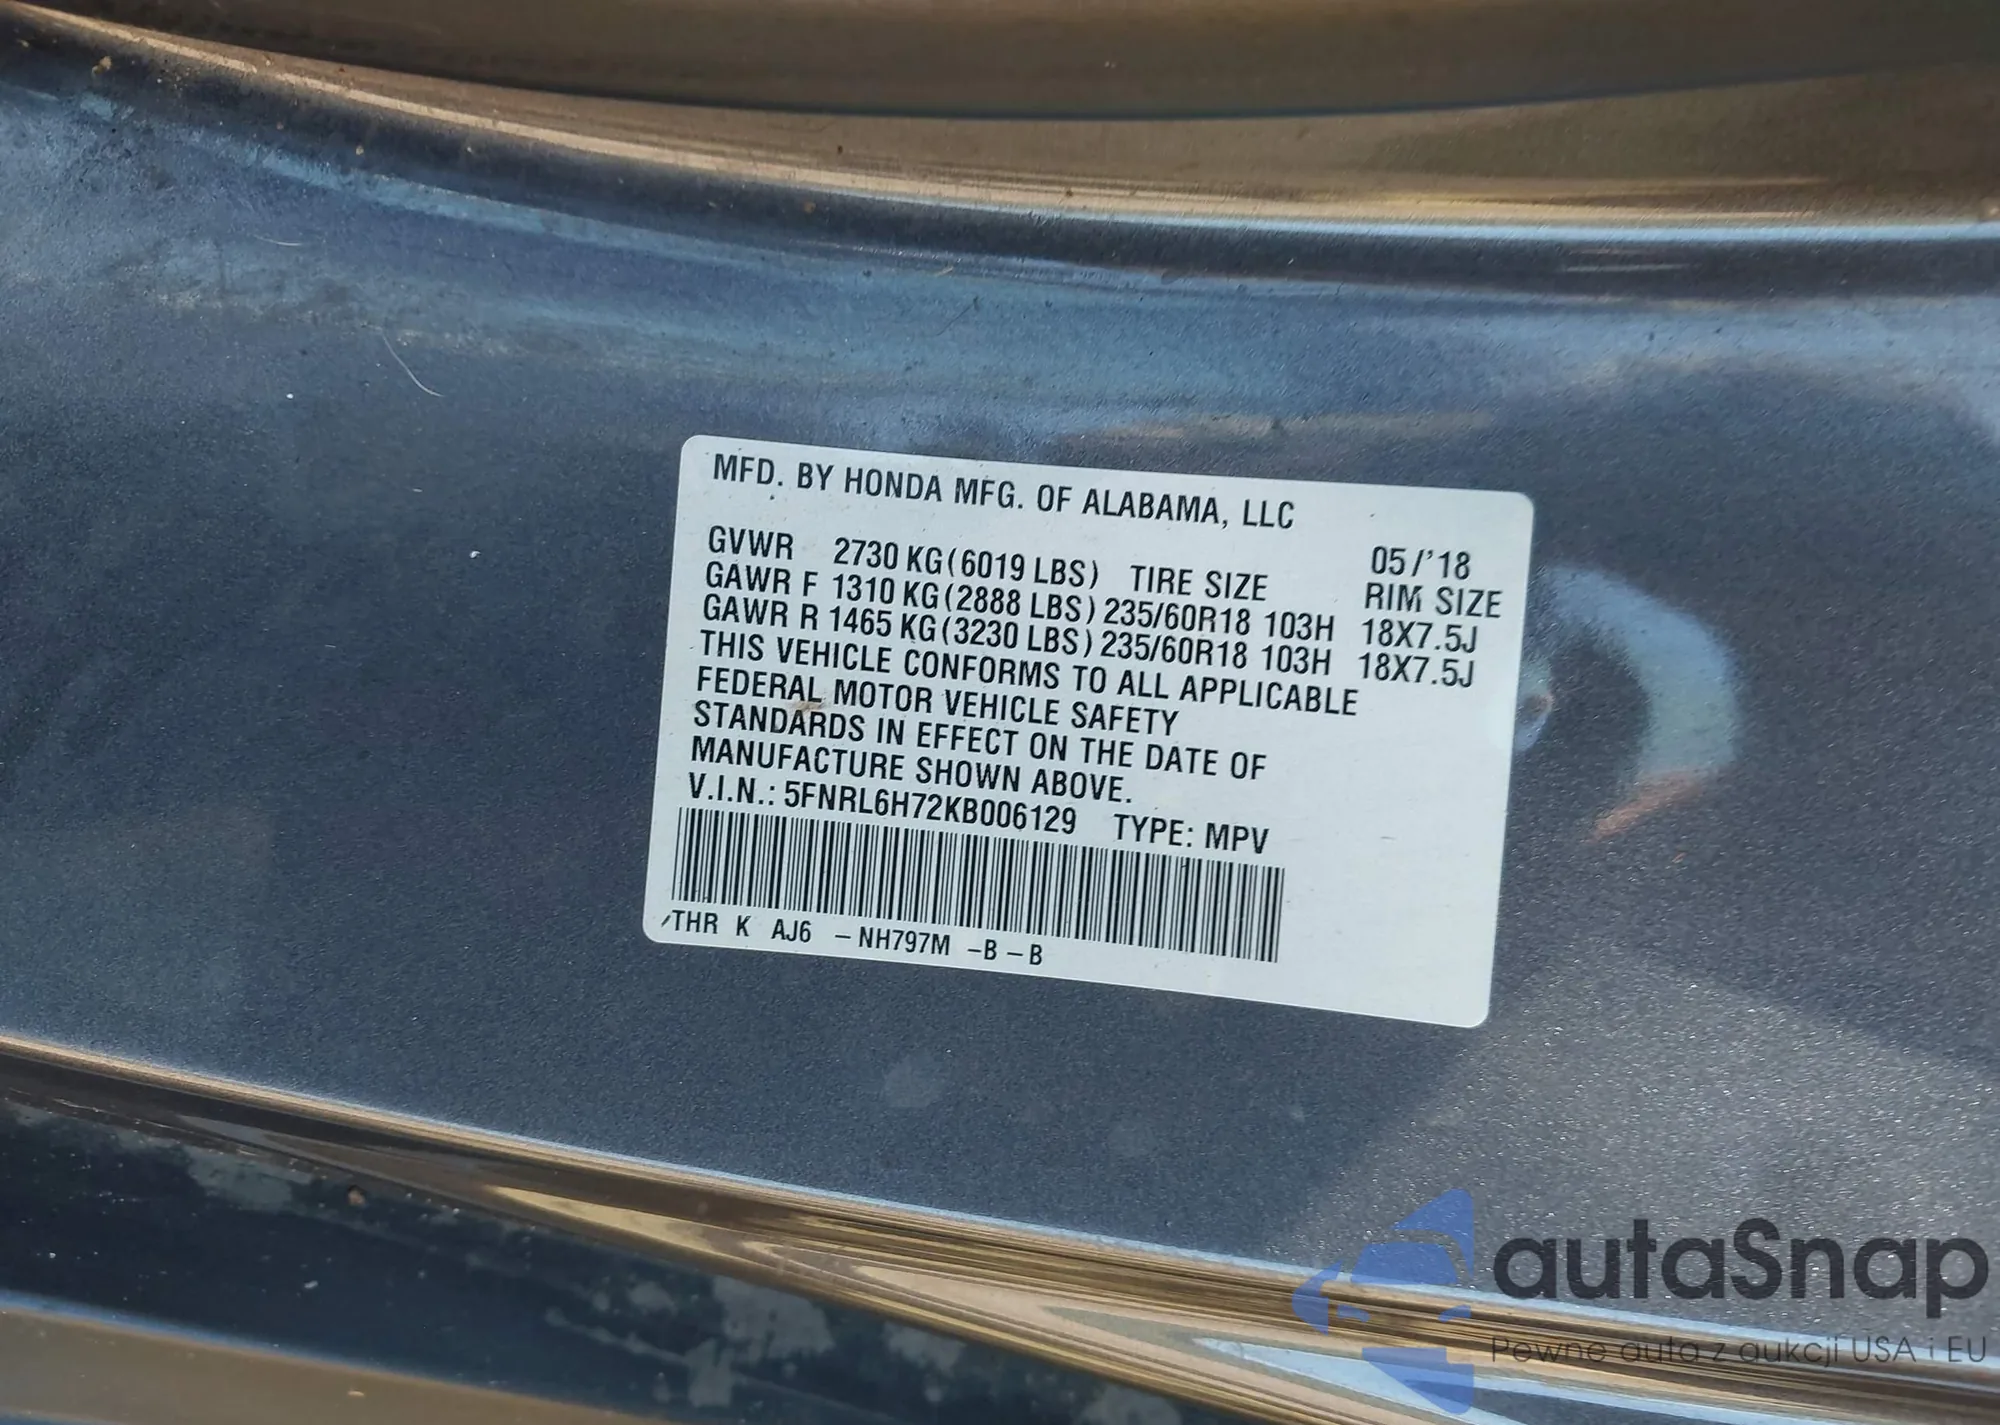 MFD. BY HONDA MFG. OF ALABAMA, LLC
05/'18
GVWR 2730 KG(6019 LBS) TIRE SIZE RIM SIZE
GAWR F 1310 KG(2888 LBS) 235/60R18 103H 18X7.5J
GAWR R 1465 KG(3230 LBS) 235/60R18 103H 18X7.5J
THIS VEHICLE CONFORMS TO ALL APPLICABLE
FEDERAL MOTOR VEHICLE SAFETY
STANDARDS IN EFFECT ON THE DATE OF
MANUFACTURE SHOWN ABOVE.
V.I.N.: 5FNRL6H72KB006129 TYPE: MPV
THR K AJ6 -NH797M -B-B
autaSnap
Pewne auta z aukcji USA i EU